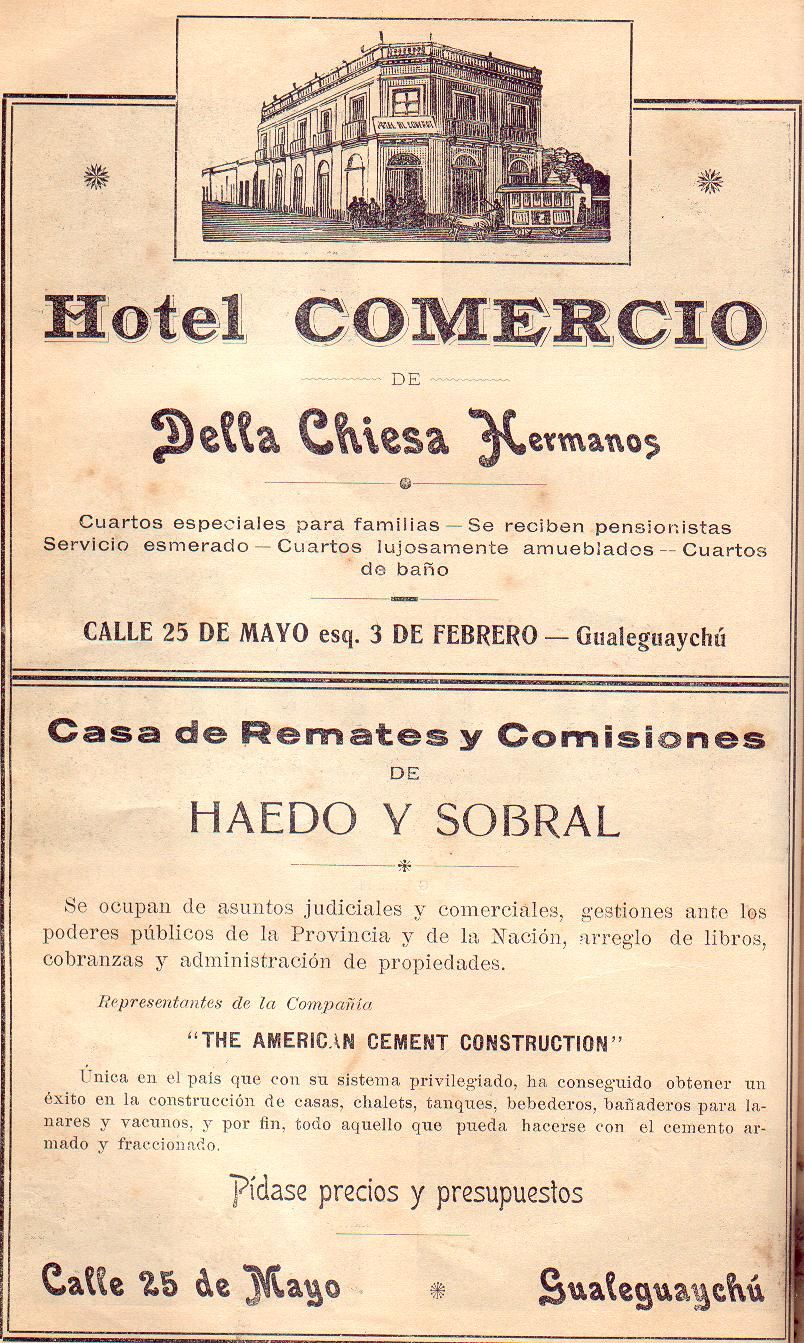 HOTEL DEL COMERCIO
Hotel COMERCIO
DE
Della Chiesa Hermanos
Cuartos especiales para familias — Se reciben pensionistas
Servicio esmerado — Cuartos lujosamente amueblados -- Cuartos
de baño
CALLE 25 DE MAYO esq. 3 DE FEBRERO — Gualeguaychú
Casa de Remates y Comisiones
DE
HAEDO Y SOBRAL
Se ocupan de asuntos judiciales y comerciales, gestiones ante los
poderes públicos de la Provincia y de la Nación, arreglo de libros,
cobranzas y administración de propiedades.
Representantes de la Compañía
"THE AMERICAN CEMENT CONSTRUCTION"
Única en el país que con su sistema privilegiado, ha conseguido obtener un
éxito en la construcción de casas, chalets, tanques, bebederos, bañaderos para la-
nares y vacunos, y por fin, todo aquello que pueda hacerse con el cemento ar-
mado y fraccionado.
Pídase precios y presupuestos
Calle 25 de Mayo Gualeguaychú